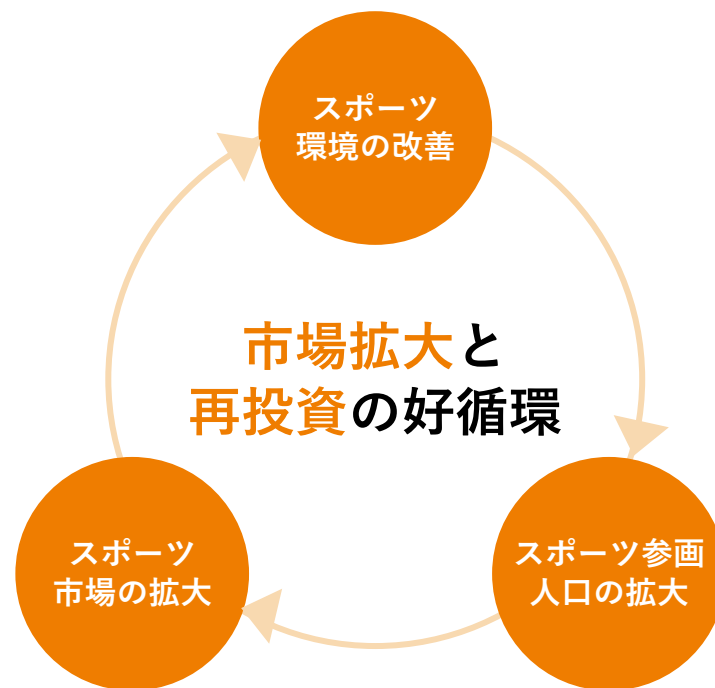 スポーツ
環境の改善
市場拡大と
再投資の好循環
スポーツ
市場の拡大
スポーツ参画
人口の拡大